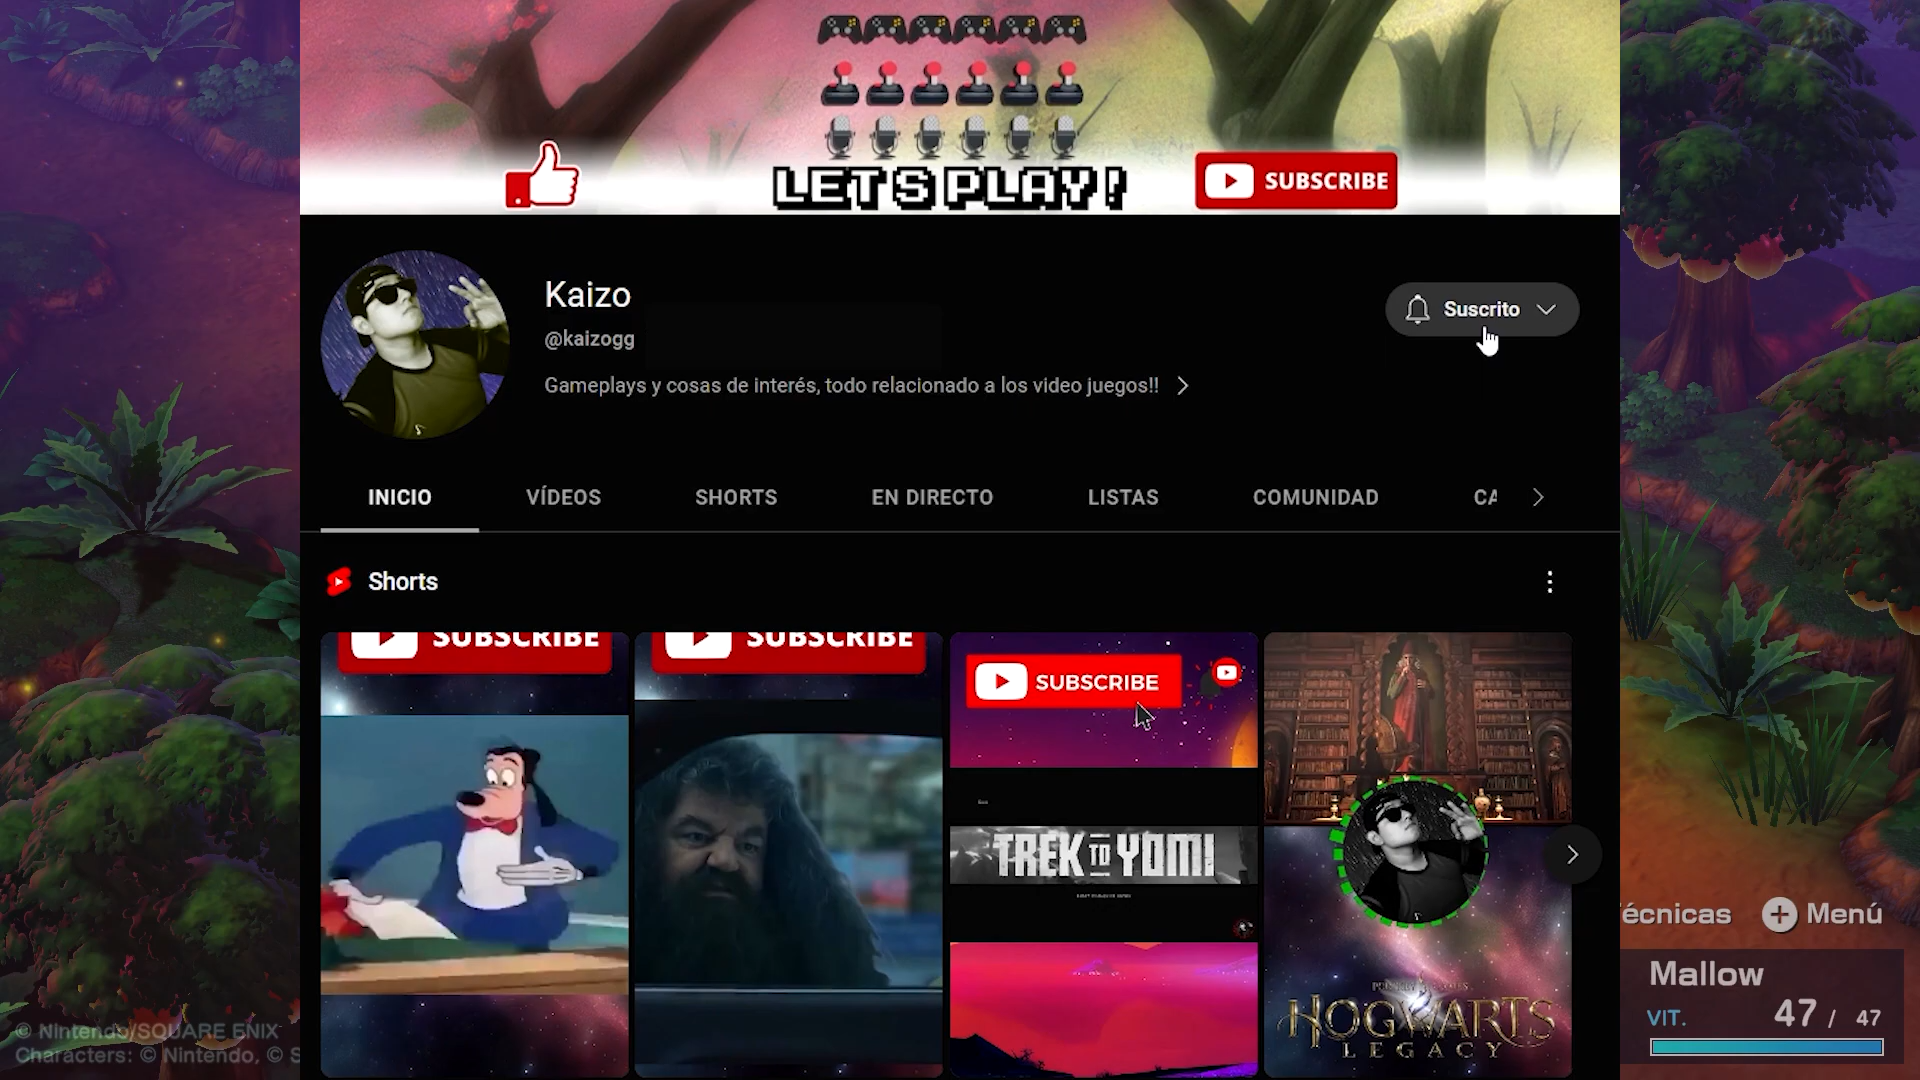 LET'S PLAY!
SUBSCRIBE
Kaizo
@kaizogg
Suscrito
Gameplays y cosas de interés, todo relacionado a los video juegos!!
INICIO
VÍDEOS
SHORTS
EN DIRECTO
LISTAS
COMUNIDAD
CA
Shorts
SUBSCRIBE
SUBSCRIBE
SUBSCRIBE
TREK TO YOMI
HOGWARTS
LEGACY
écnicas
Menú
Mallow
VIT. 47 / 47
© Nintendo/SQUARE ENIX
Characters: © Nintendo, © S